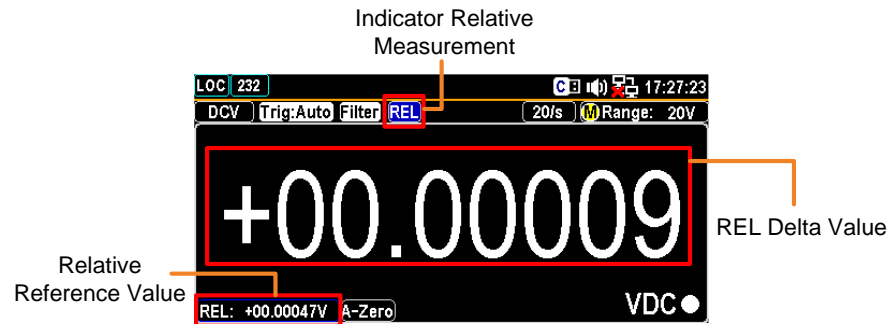 Indicator Relative
Measurement
LOC 232 C 17:27:23
DCV Trig:Auto Filter REL 20/s M Range: 20V
+00.00009
REL Delta Value
Relative
Reference Value
REL: +00.00047V A-Zero VDC